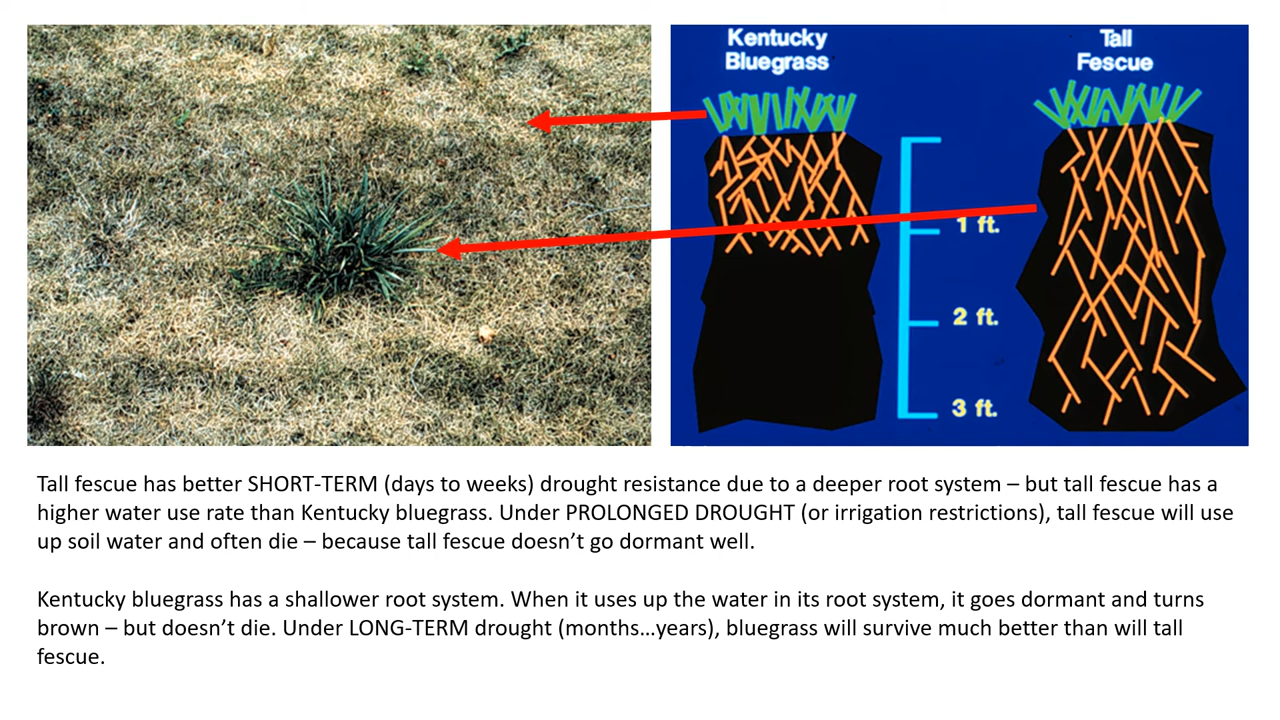 Kentucky
Bluegrass
Tall
Fescue
1 ft.
2 ft.
3 ft.
Tall fescue has better SHORT-TERM (days to weeks) drought resistance due to a deeper root system – but tall fescue has a
higher water use rate than Kentucky bluegrass. Under PROLONGED DROUGHT (or irrigation restrictions), tall fescue will use
up soil water and often die – because tall fescue doesn’t go dormant well.
Kentucky bluegrass has a shallower root system. When it uses up the water in its root system, it goes dormant and turns
brown – but doesn’t die. Under LONG-TERM drought (months…years), bluegrass will survive much better than will tall
fescue.